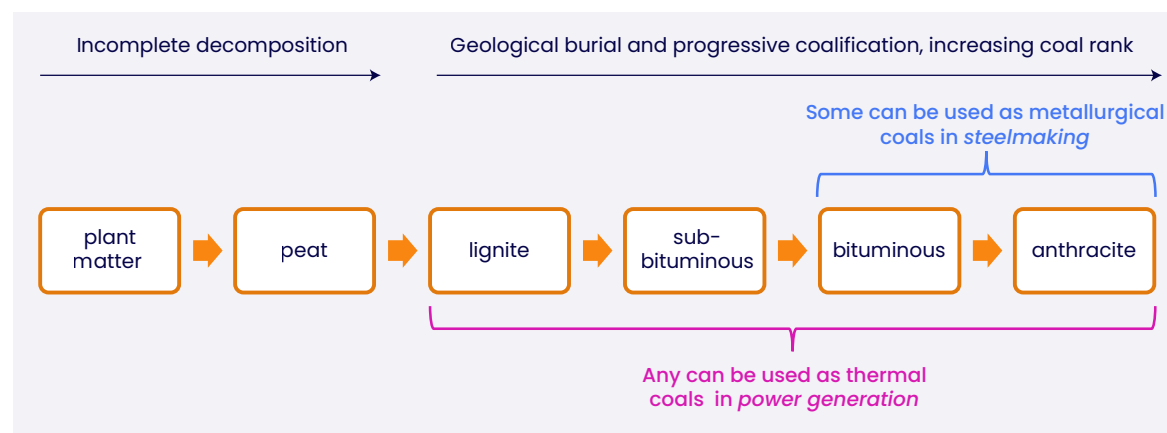 Incomplete decomposition
Geological burial and progressive coalification, increasing coal rank
Some can be used as metallurgical
coals in steelmaking
plant
matter
peat
lignite
sub-
bituminous
bituminous
anthracite
Any can be used as thermal
coals in power generation